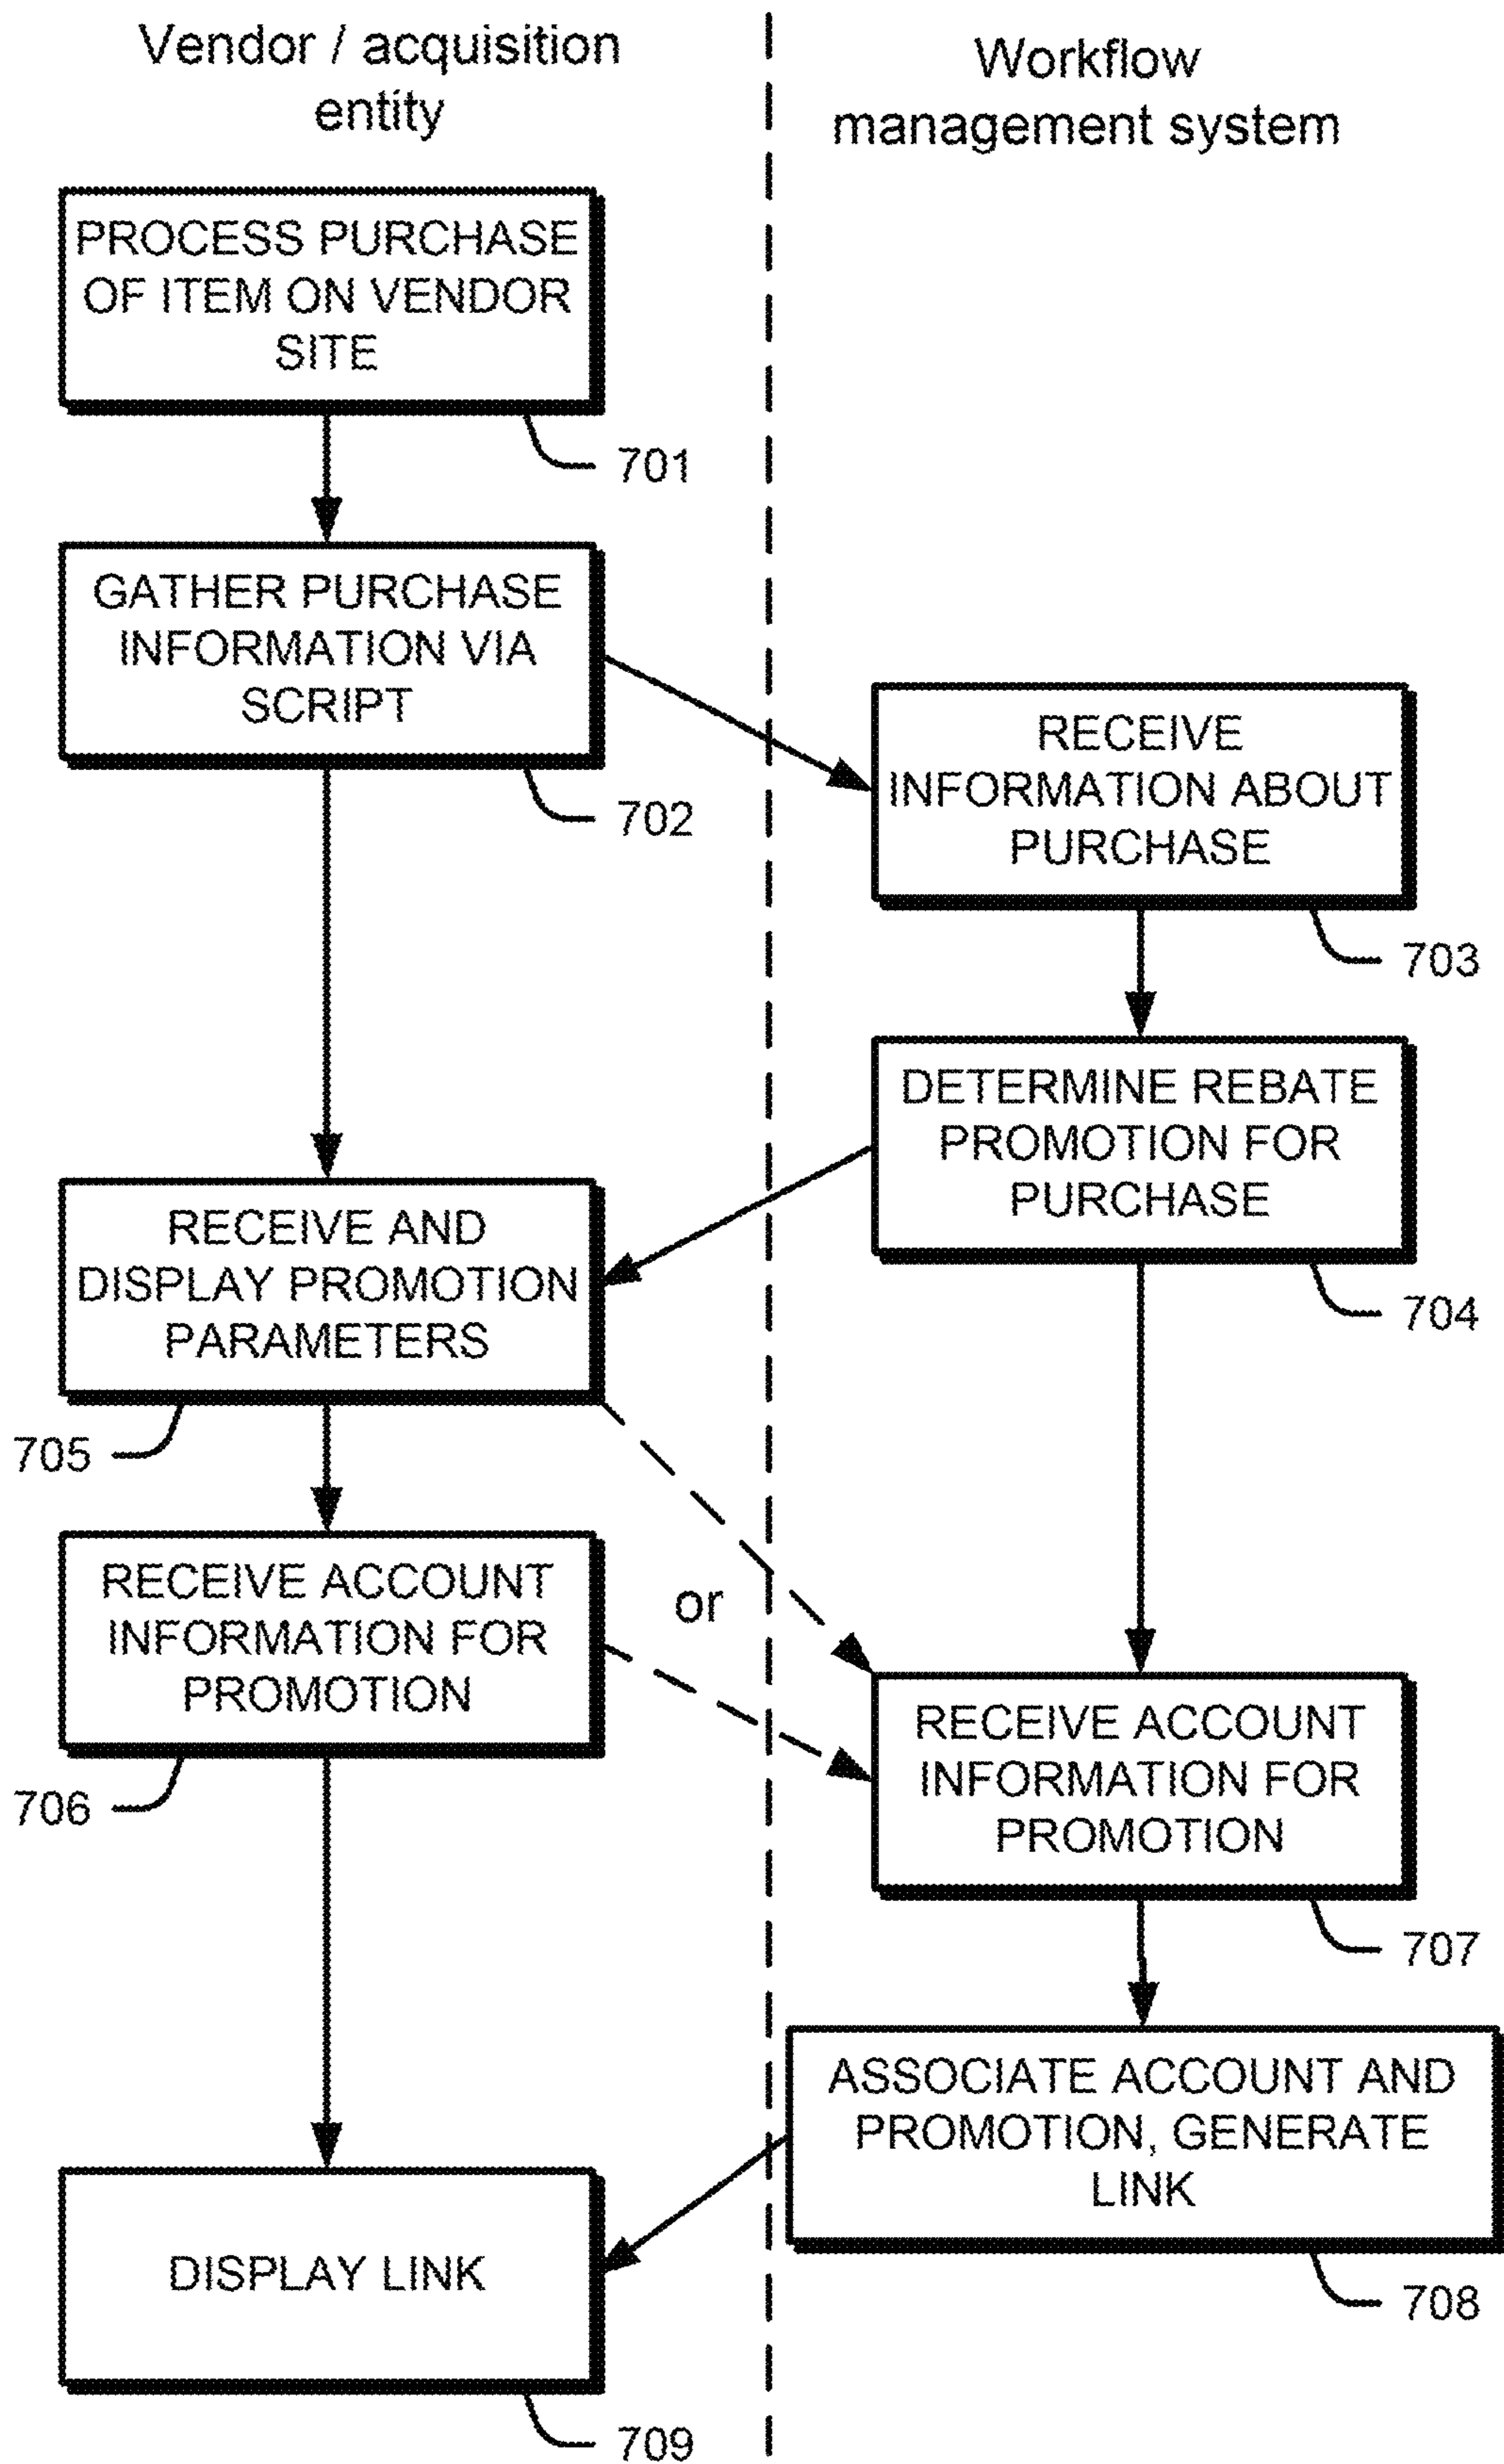 Vendor / acquisition
entity
Workflow
management system
PROCESS PURCHASE
OF ITEM ON VENDOR
SITE
701
GATHER PURCHASE
INFORMATION VIA
SCRIPT
702
RECEIVE
INFORMATION ABOUT
PURCHASE
703
DETERMINE REBATE
PROMOTION FOR
PURCHASE
704
RECEIVE AND
DISPLAY PROMOTION
PARAMETERS
705
RECEIVE ACCOUNT
INFORMATION FOR
PROMOTION
706
or
RECEIVE ACCOUNT
INFORMATION FOR
PROMOTION
707
ASSOCIATE ACCOUNT AND
PROMOTION, GENERATE
LINK
708
DISPLAY LINK
709